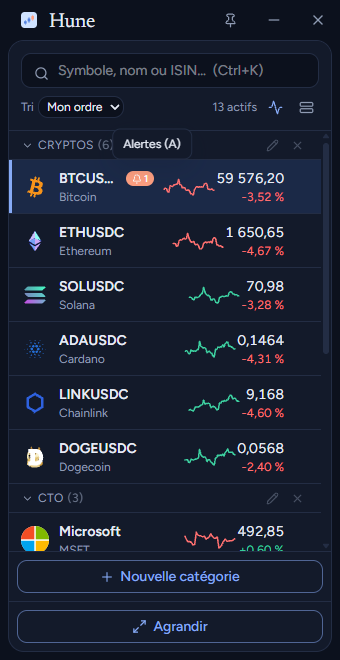 Hune
Symbole, nom ou ISIN... (Ctrl+K)
Tri Mon ordre 13 actifs
CRYPTOS (6)
Alertes (A)
BTCUS... 1 59 576,20
Bitcoin -3,52 %
ETHUSDC 1 650,65
Ethereum -4,67 %
SOLUSDC 70,98
Solana -3,28 %
ADAUSDC 0,1464
Cardano -4,31 %
LINKUSDC 9,168
Chainlink -4,60 %
DOGEUSDC 0,0568
Dogecoin -2,40 %
CTO (3)
Microsoft 492,85
MSFT +0,60 %
+ Nouvelle catégorie
Agrandir